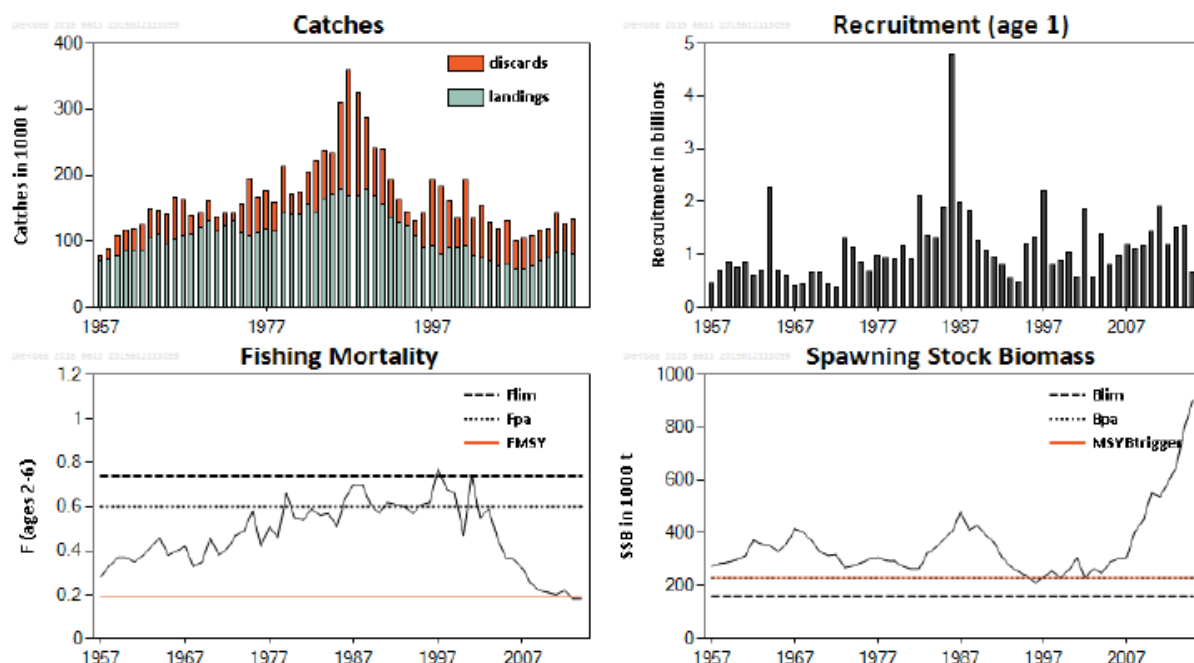 Catches
400
300
200
100
0
Catches in 1000 t
discards
landings
1957
1977
1997
Recruitment (age 1)
5
4
3
2
1
0
Recruitment in billions
1957
1967
1977
1987
1997
2007
Fishing Mortality
1.2
1
0.8
0.6
0.4
0.2
0
F (ages 2-6)
Flim
Fpa
FMSY
1957
1967
1977
1987
1997
2007
Spawning Stock Biomass
1000
800
600
400
200
0
SSB in 1000 t
Blim
Bpa
MSYBtrigger
1957
1967
1977
1987
1997
2007